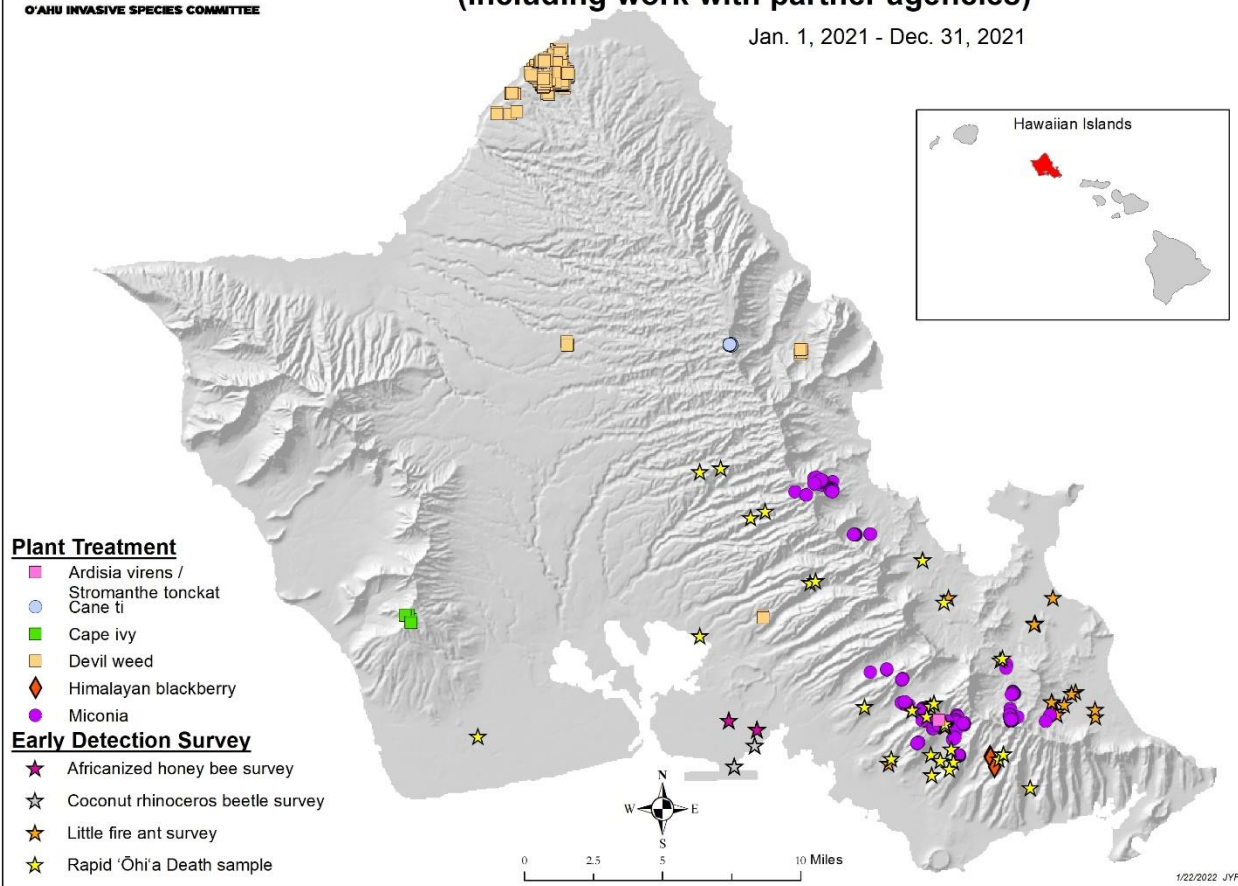 O'AHU INVASIVE SPECIES COMMITTEE
(including work with partner agencies)
Jan. 1, 2021 - Dec. 31, 2021
Hawaiian Islands
Plant Treatment
Ardisia virens /
Stromanthe tonckat
Cane ti
Cape ivy
Devil weed
Himalayan blackberry
Miconia
Early Detection Survey
Africanized honey bee survey
Coconut rhinoceros beetle survey
Little fire ant survey
Rapid ʻŌhiʻa Death sample
N
W E
S
0 2.5 5 10 Miles
1/22/2022 JYF